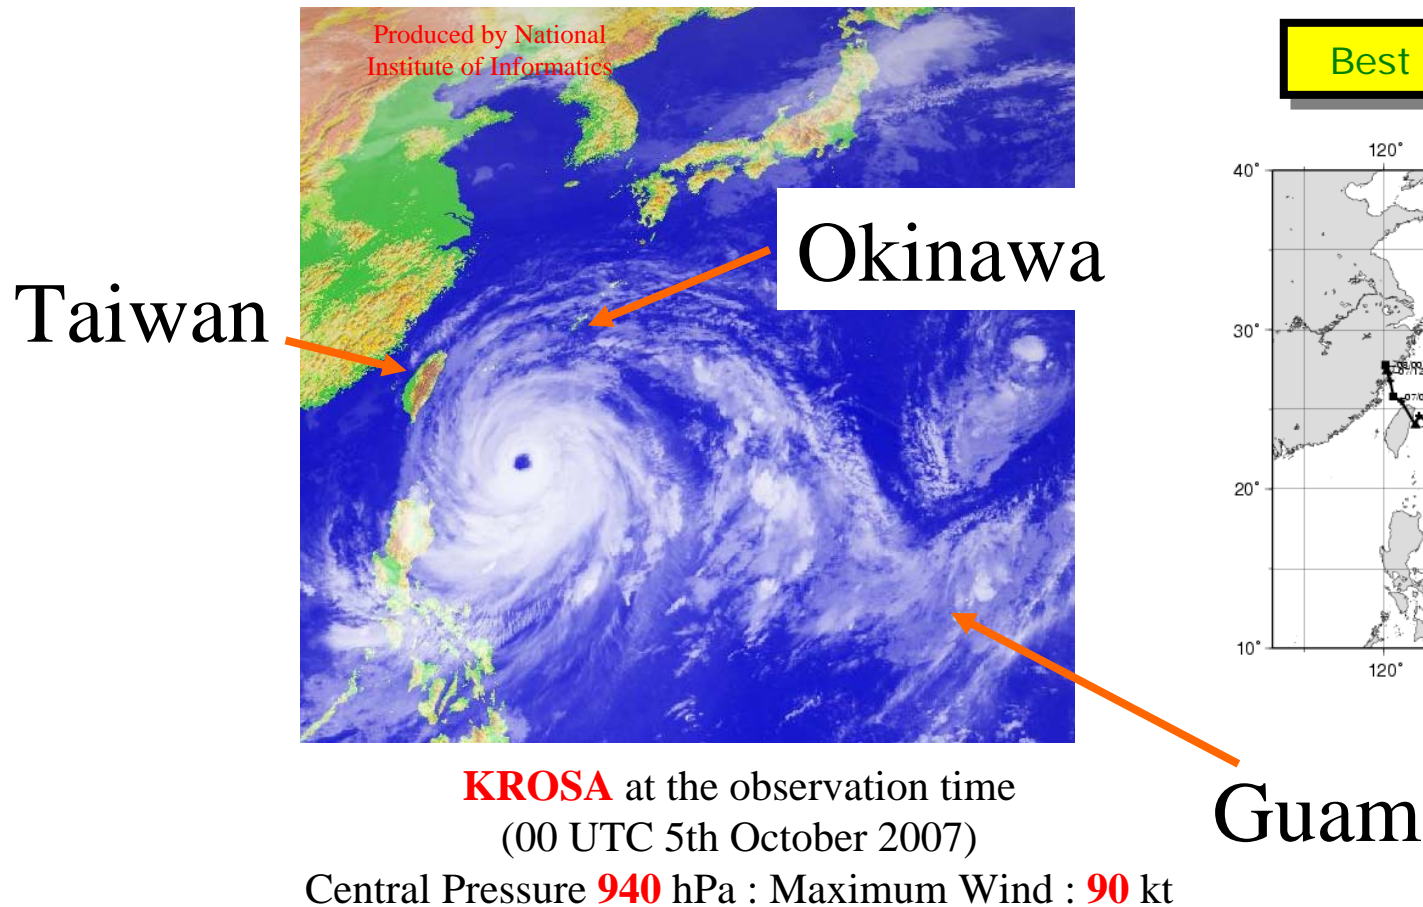 Produced by National
Institute of Informatics
Best
Okinawa
Taiwan
Guam
120°
40°
30°
20°
10°
120°
KROSA at the observation time
(00 UTC 5th October 2007)
Central Pressure 940 hPa : Maximum Wind : 90 kt